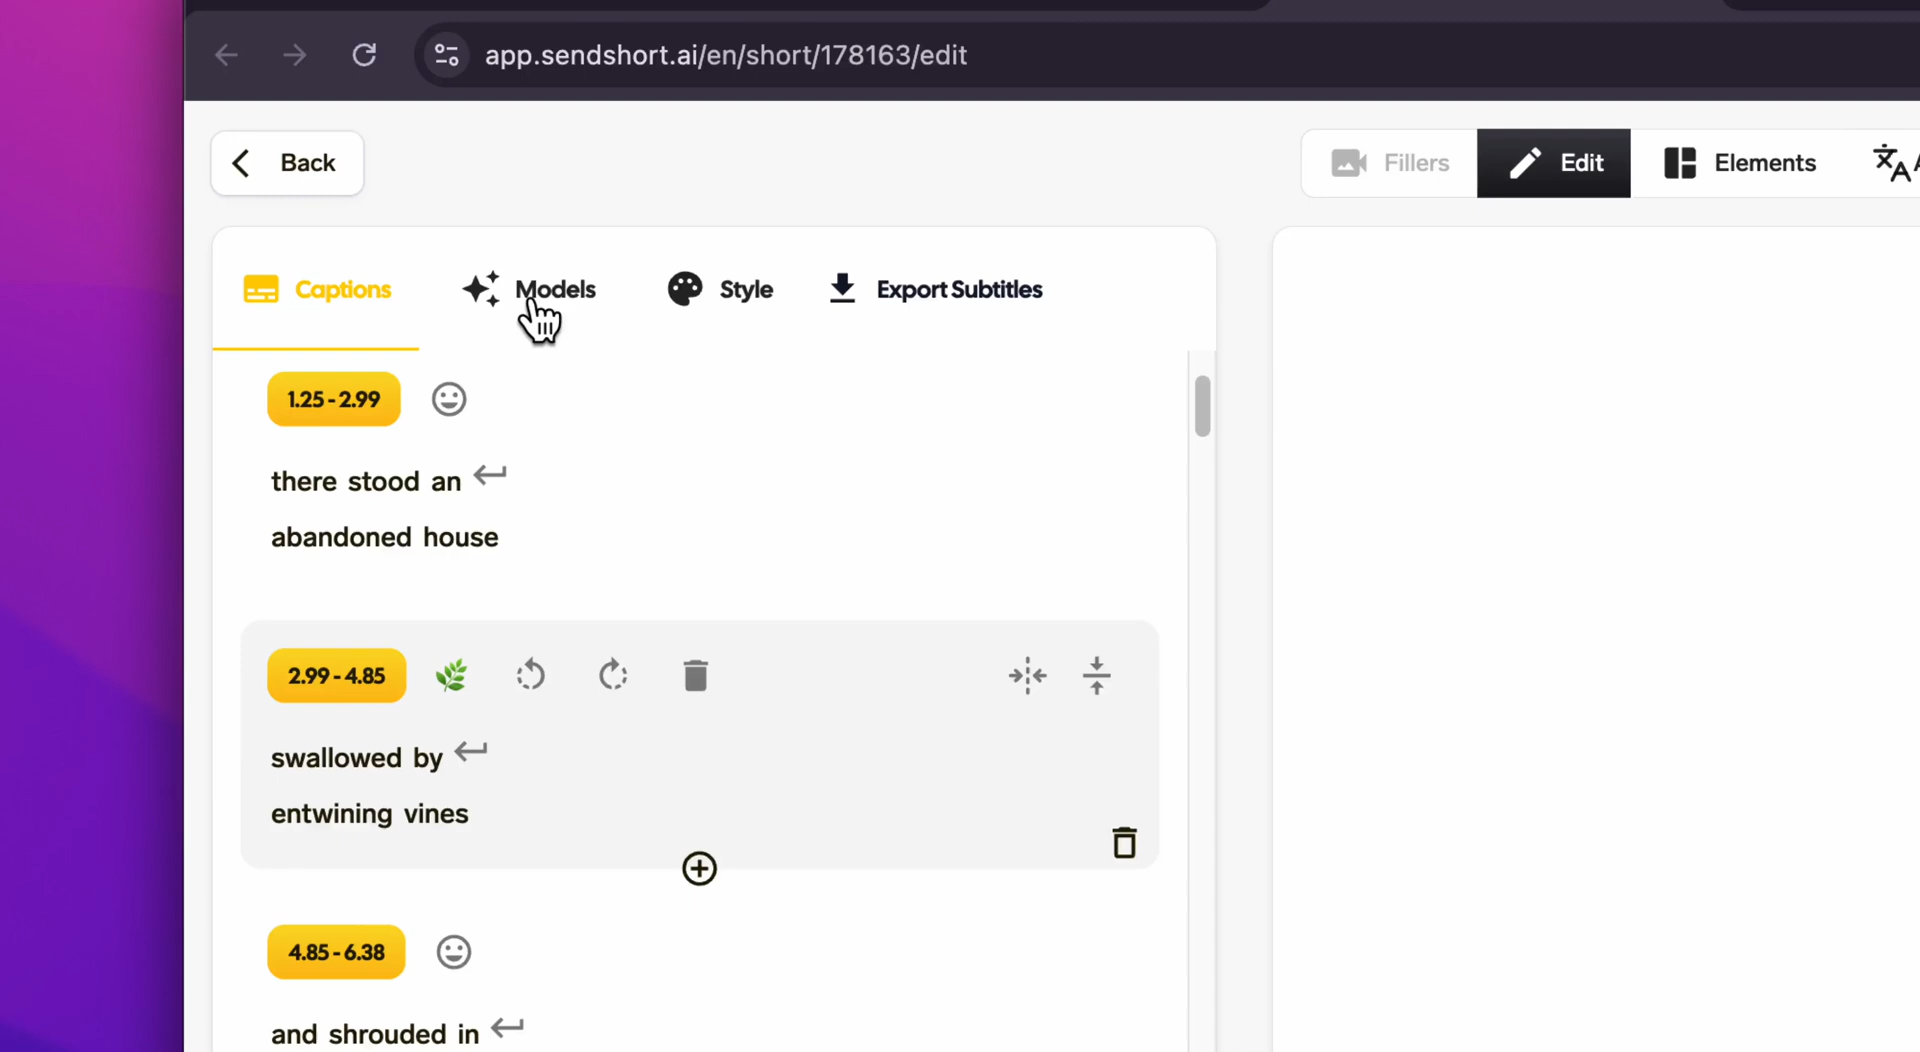 app.sendshort.ai/en/short/178163/edit
Back
Fillers
Edit
Elements
Captions
Models
Style
Export Subtitles
1.25 - 2.99
there stood an
abandoned house
2.99 - 4.85
swallowed by
entwining vines
4.85 - 6.38
and shrouded in